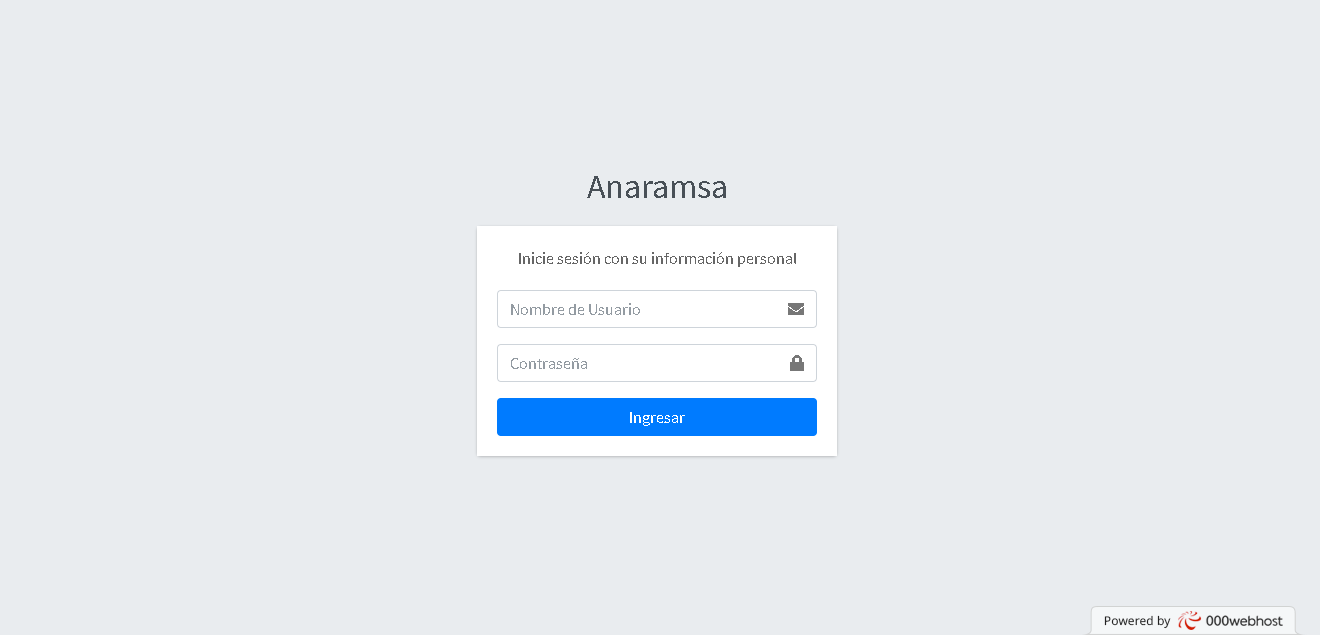 Anaramsa
Inicie sesión con su información personal
Nombre de Usuario
Contraseña
Ingresar
Powered by 000webhost